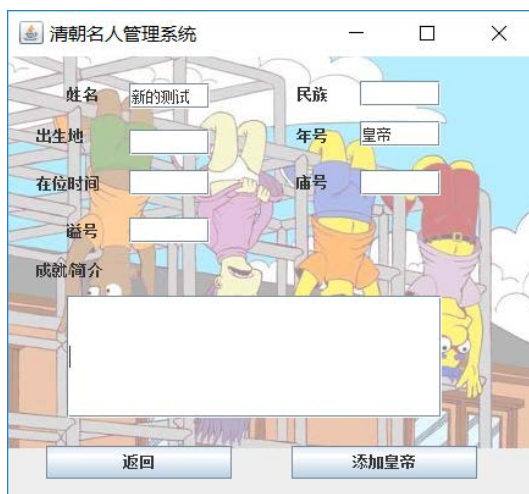 清朝名人管理系统
姓名 新的测试 民族
出生地 年号 皇帝
在位时间 庙号
谥号
成就/简介
返回 添加皇帝